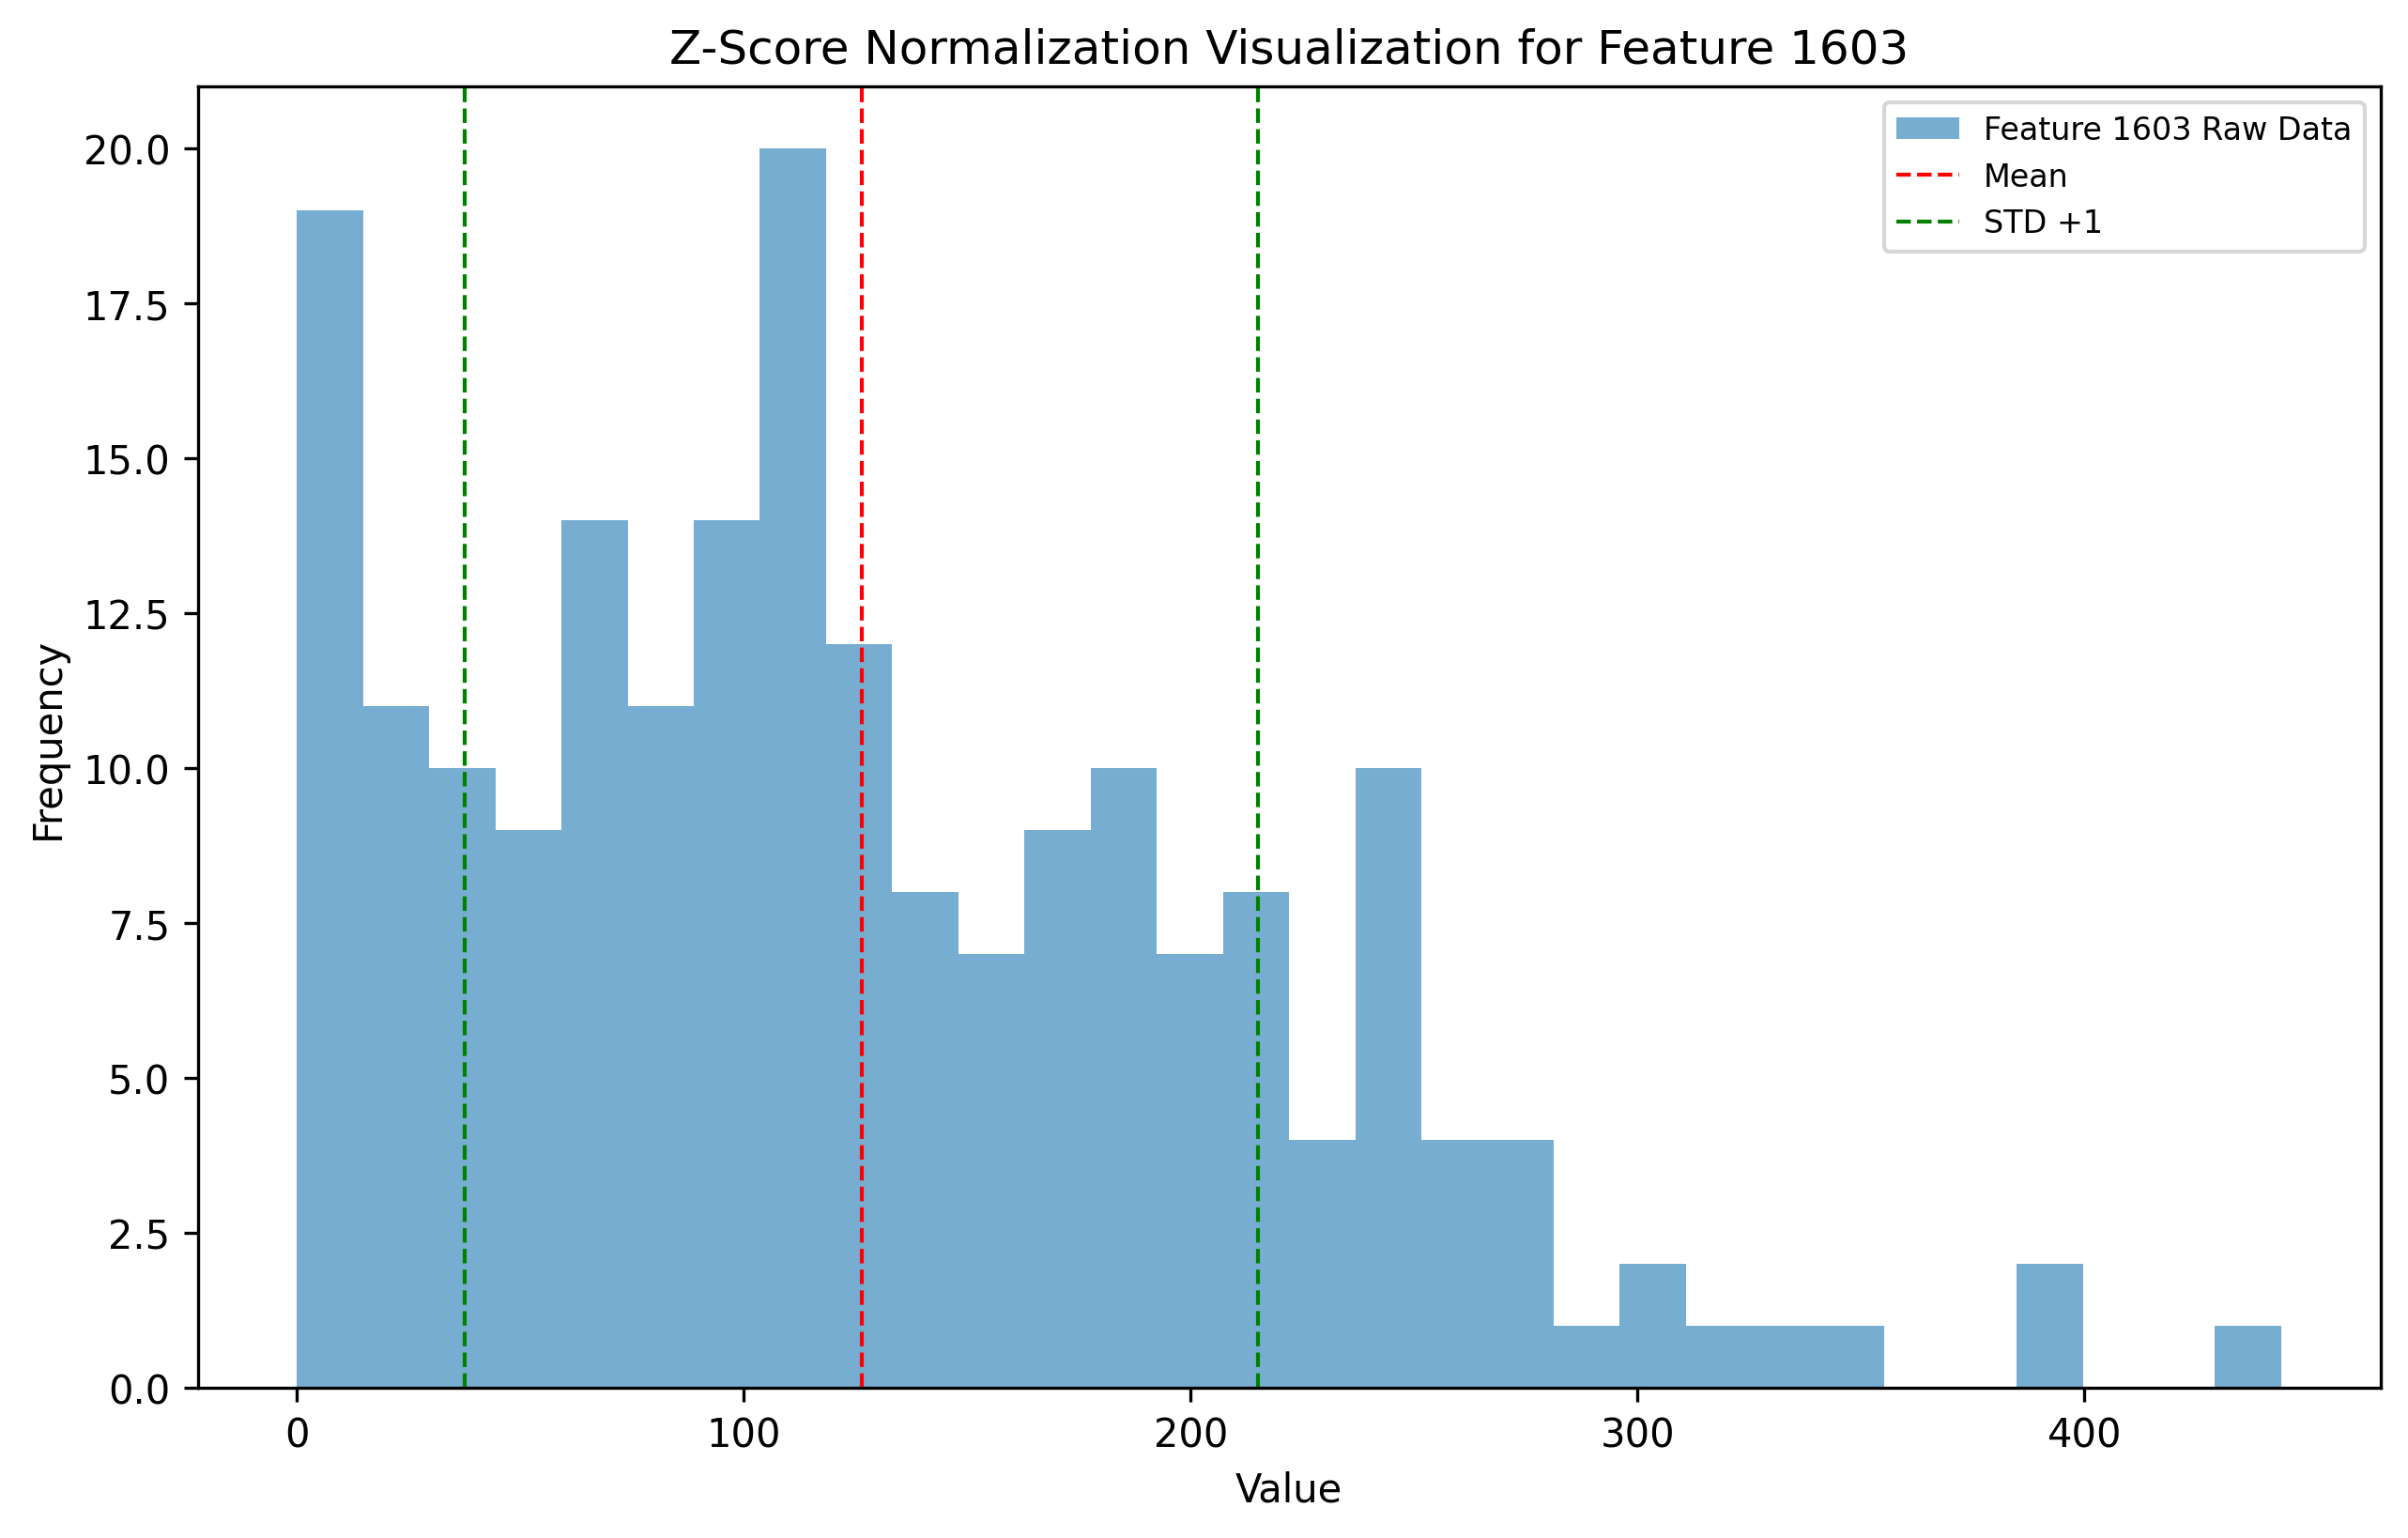 Z-Score Normalization Visualization for Feature 1603
Feature 1603 Raw Data
Mean
STD +1
20.0
17.5
15.0
12.5
10.0
7.5
5.0
2.5
0.0
Frequency
0 100 200 300 400
Value